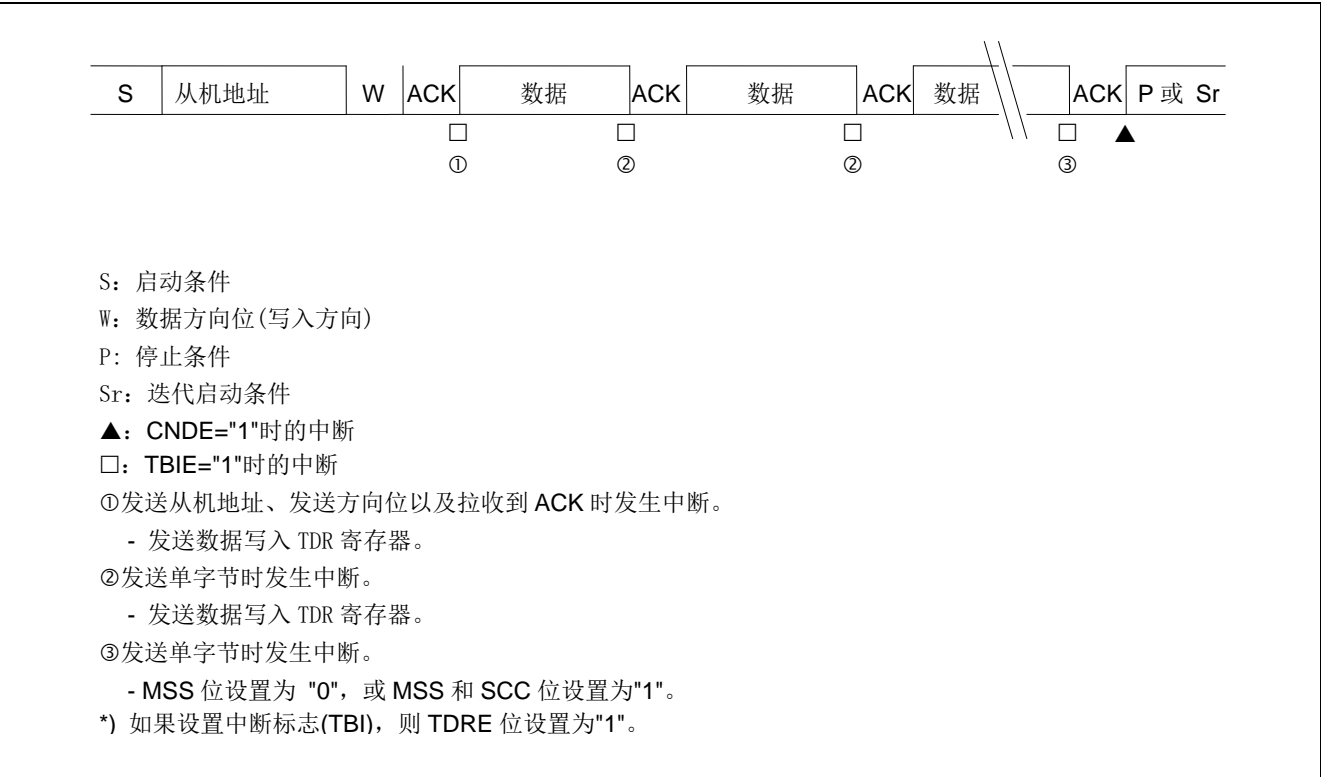 S 从机地址 W ACK 数据 ACK 数据 ACK 数据 ACK P 或 Sr
□ □ □ □ ▲
① ② ② ③
S：启动条件
W：数据方向位(写入方向)
P: 停止条件
Sr：迭代启动条件
▲：CNDE="1"时的中断
□：TBIE="1"时的中断
①发送从机地址、发送方向位以及拉收到 ACK 时发生中断。
- 发送数据写入 TDR 寄存器。
②发送单字节时发生中断。
- 发送数据写入 TDR 寄存器。
③发送单字节时发生中断。
- MSS 位设置为 "0"，或 MSS 和 SCC 位设置为"1"。
*) 如果设置中断标志(TBI)，则 TDRE 位设置为"1"。